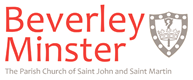 Beverley
Minster
The Parish Church of Saint John and Saint Martin